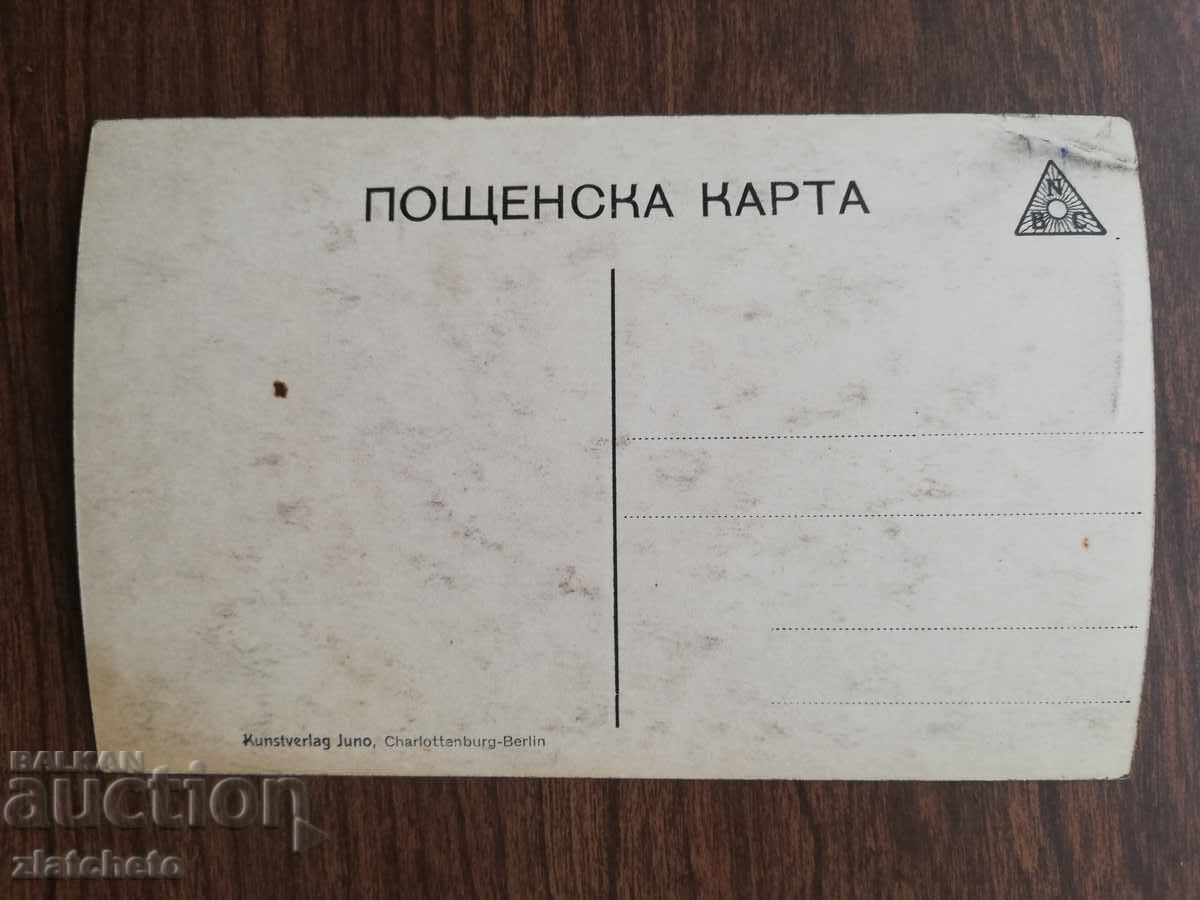 ПОЩЕНСКА КАРТА
N
B G
Kunstverlag Juno, Charlottenburg-Berlin
BALKAN
auction
zlatcheto